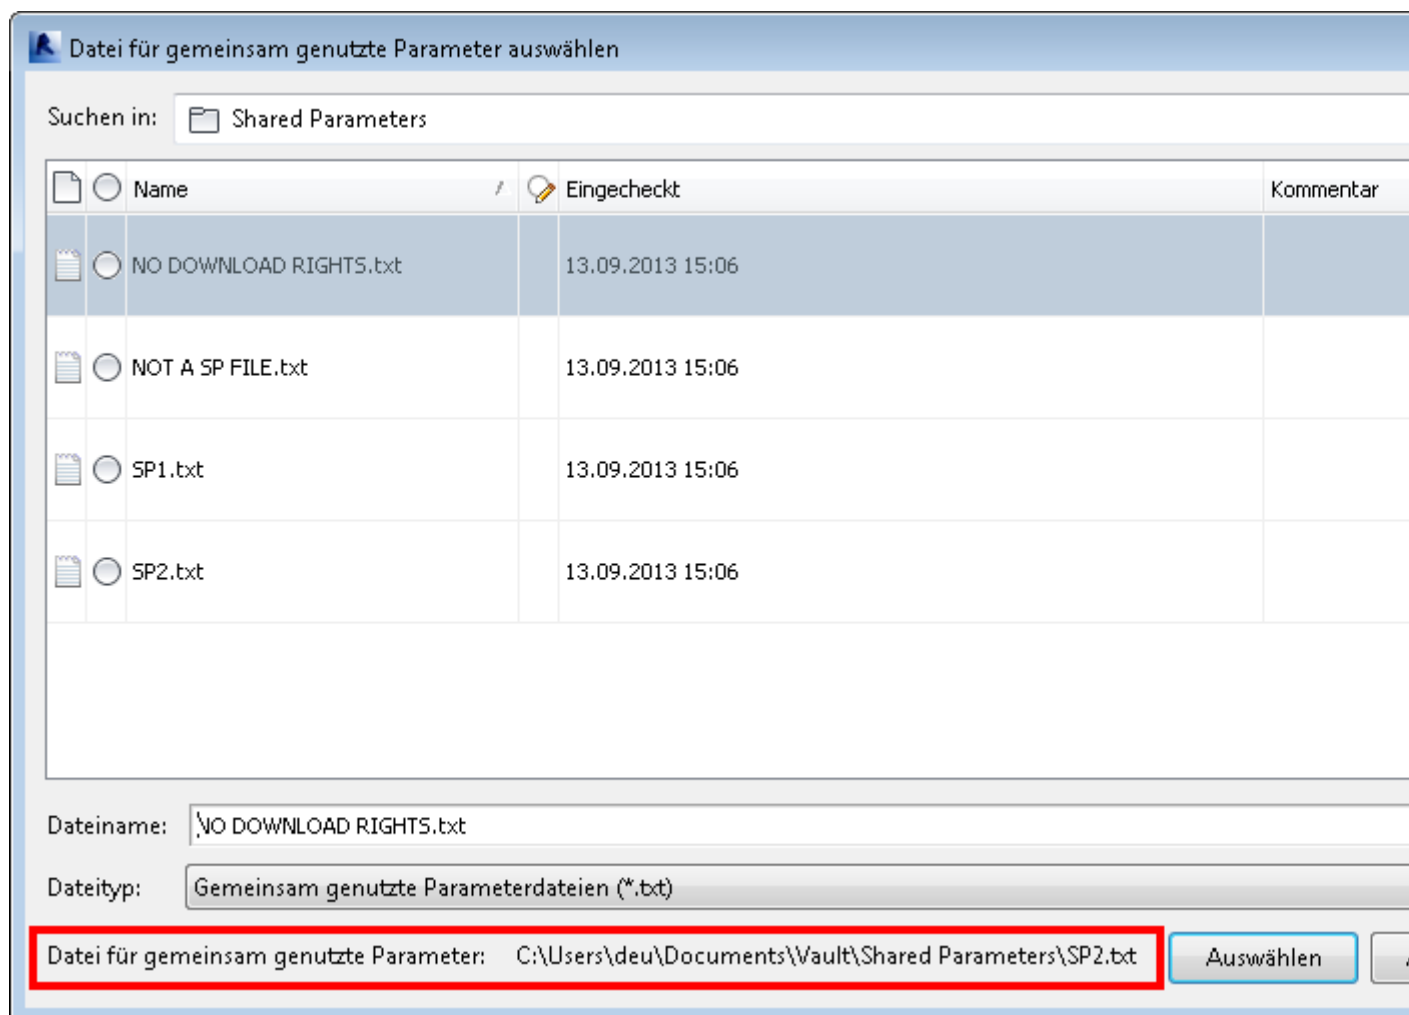 Datei für gemeinsam genutzte Parameter auswählen
Suchen in: Shared Parameters
Name Eingecheckt Kommentar
NO DOWNLOAD RIGHTS.txt 13.09.2013 15:06
NOT A SP FILE.txt 13.09.2013 15:06
SP1.txt 13.09.2013 15:06
SP2.txt 13.09.2013 15:06
Dateiname: NO DOWNLOAD RIGHTS.txt
Dateityp: Gemeinsam genutzte Parameterdateien (*.txt)
Datei für gemeinsam genutzte Parameter: C:\Users\deu\Documents\Vault\Shared Parameters\SP2.txt Auswählen